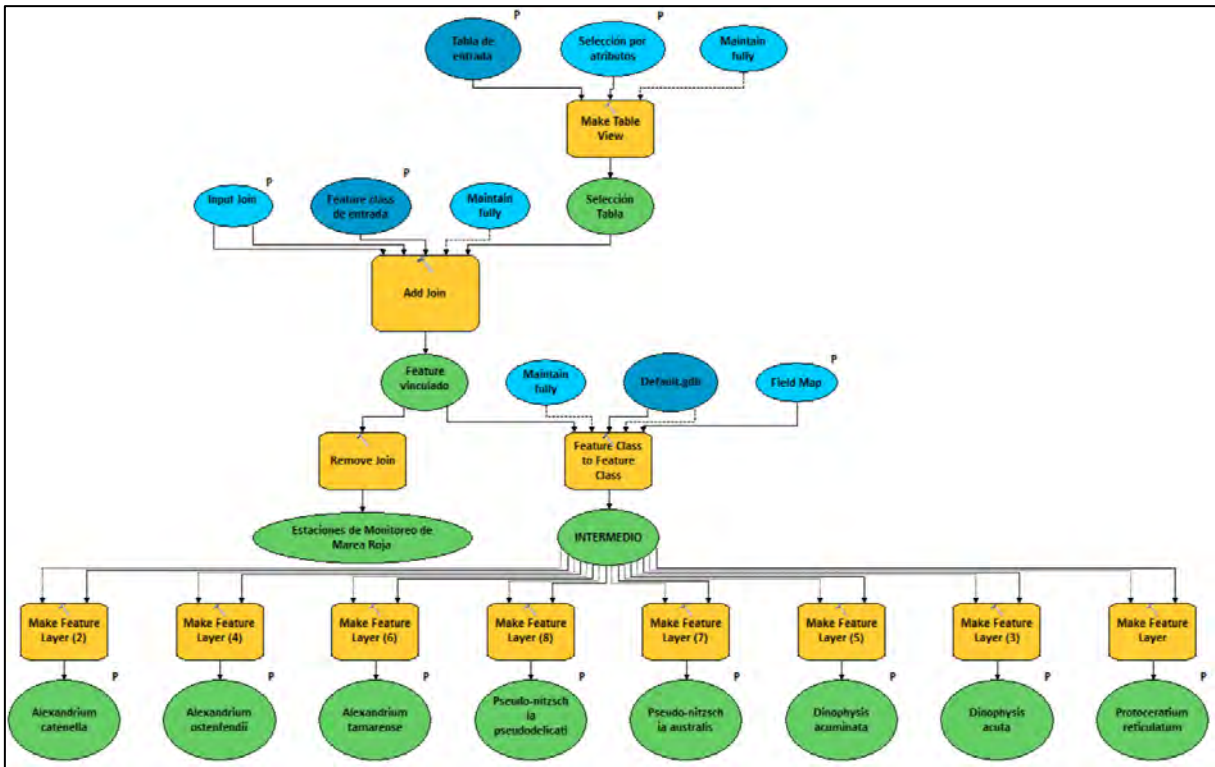 P
P
Tabla de
entrada
Selección por
atributos
Maintain
fully
Make Table
View
P
P
Input Join
Feature class
de entrada
Maintain
fully
Selección
Tabla
Add Join
P
Feature
vinculado
Maintain
fully
Default.gdb
Field Map
Remove Join
Feature Class
to Feature
Class
Estaciones de Monitoreo de
Marea Roja
INTERMEDIO
Make Feature
Layer (2)
Make Feature
Layer (4)
Make Feature
Layer (6)
Make Feature
Layer (8)
Make Feature
Layer (7)
Make Feature
Layer (5)
Make Feature
Layer (3)
Make Feature
Layer
P
P
P
P
P
P
P
P
Alexandrium
catenella
Alexandrium
ostenfendii
Alexandrium
tamarense
Pseudo-nitzsch
ia
pseudodelicati
Pseudo-nitzsch
ia australis
Dinophysis
acuminata
Dinophysis
acuta
Protoceratium
reticulatum